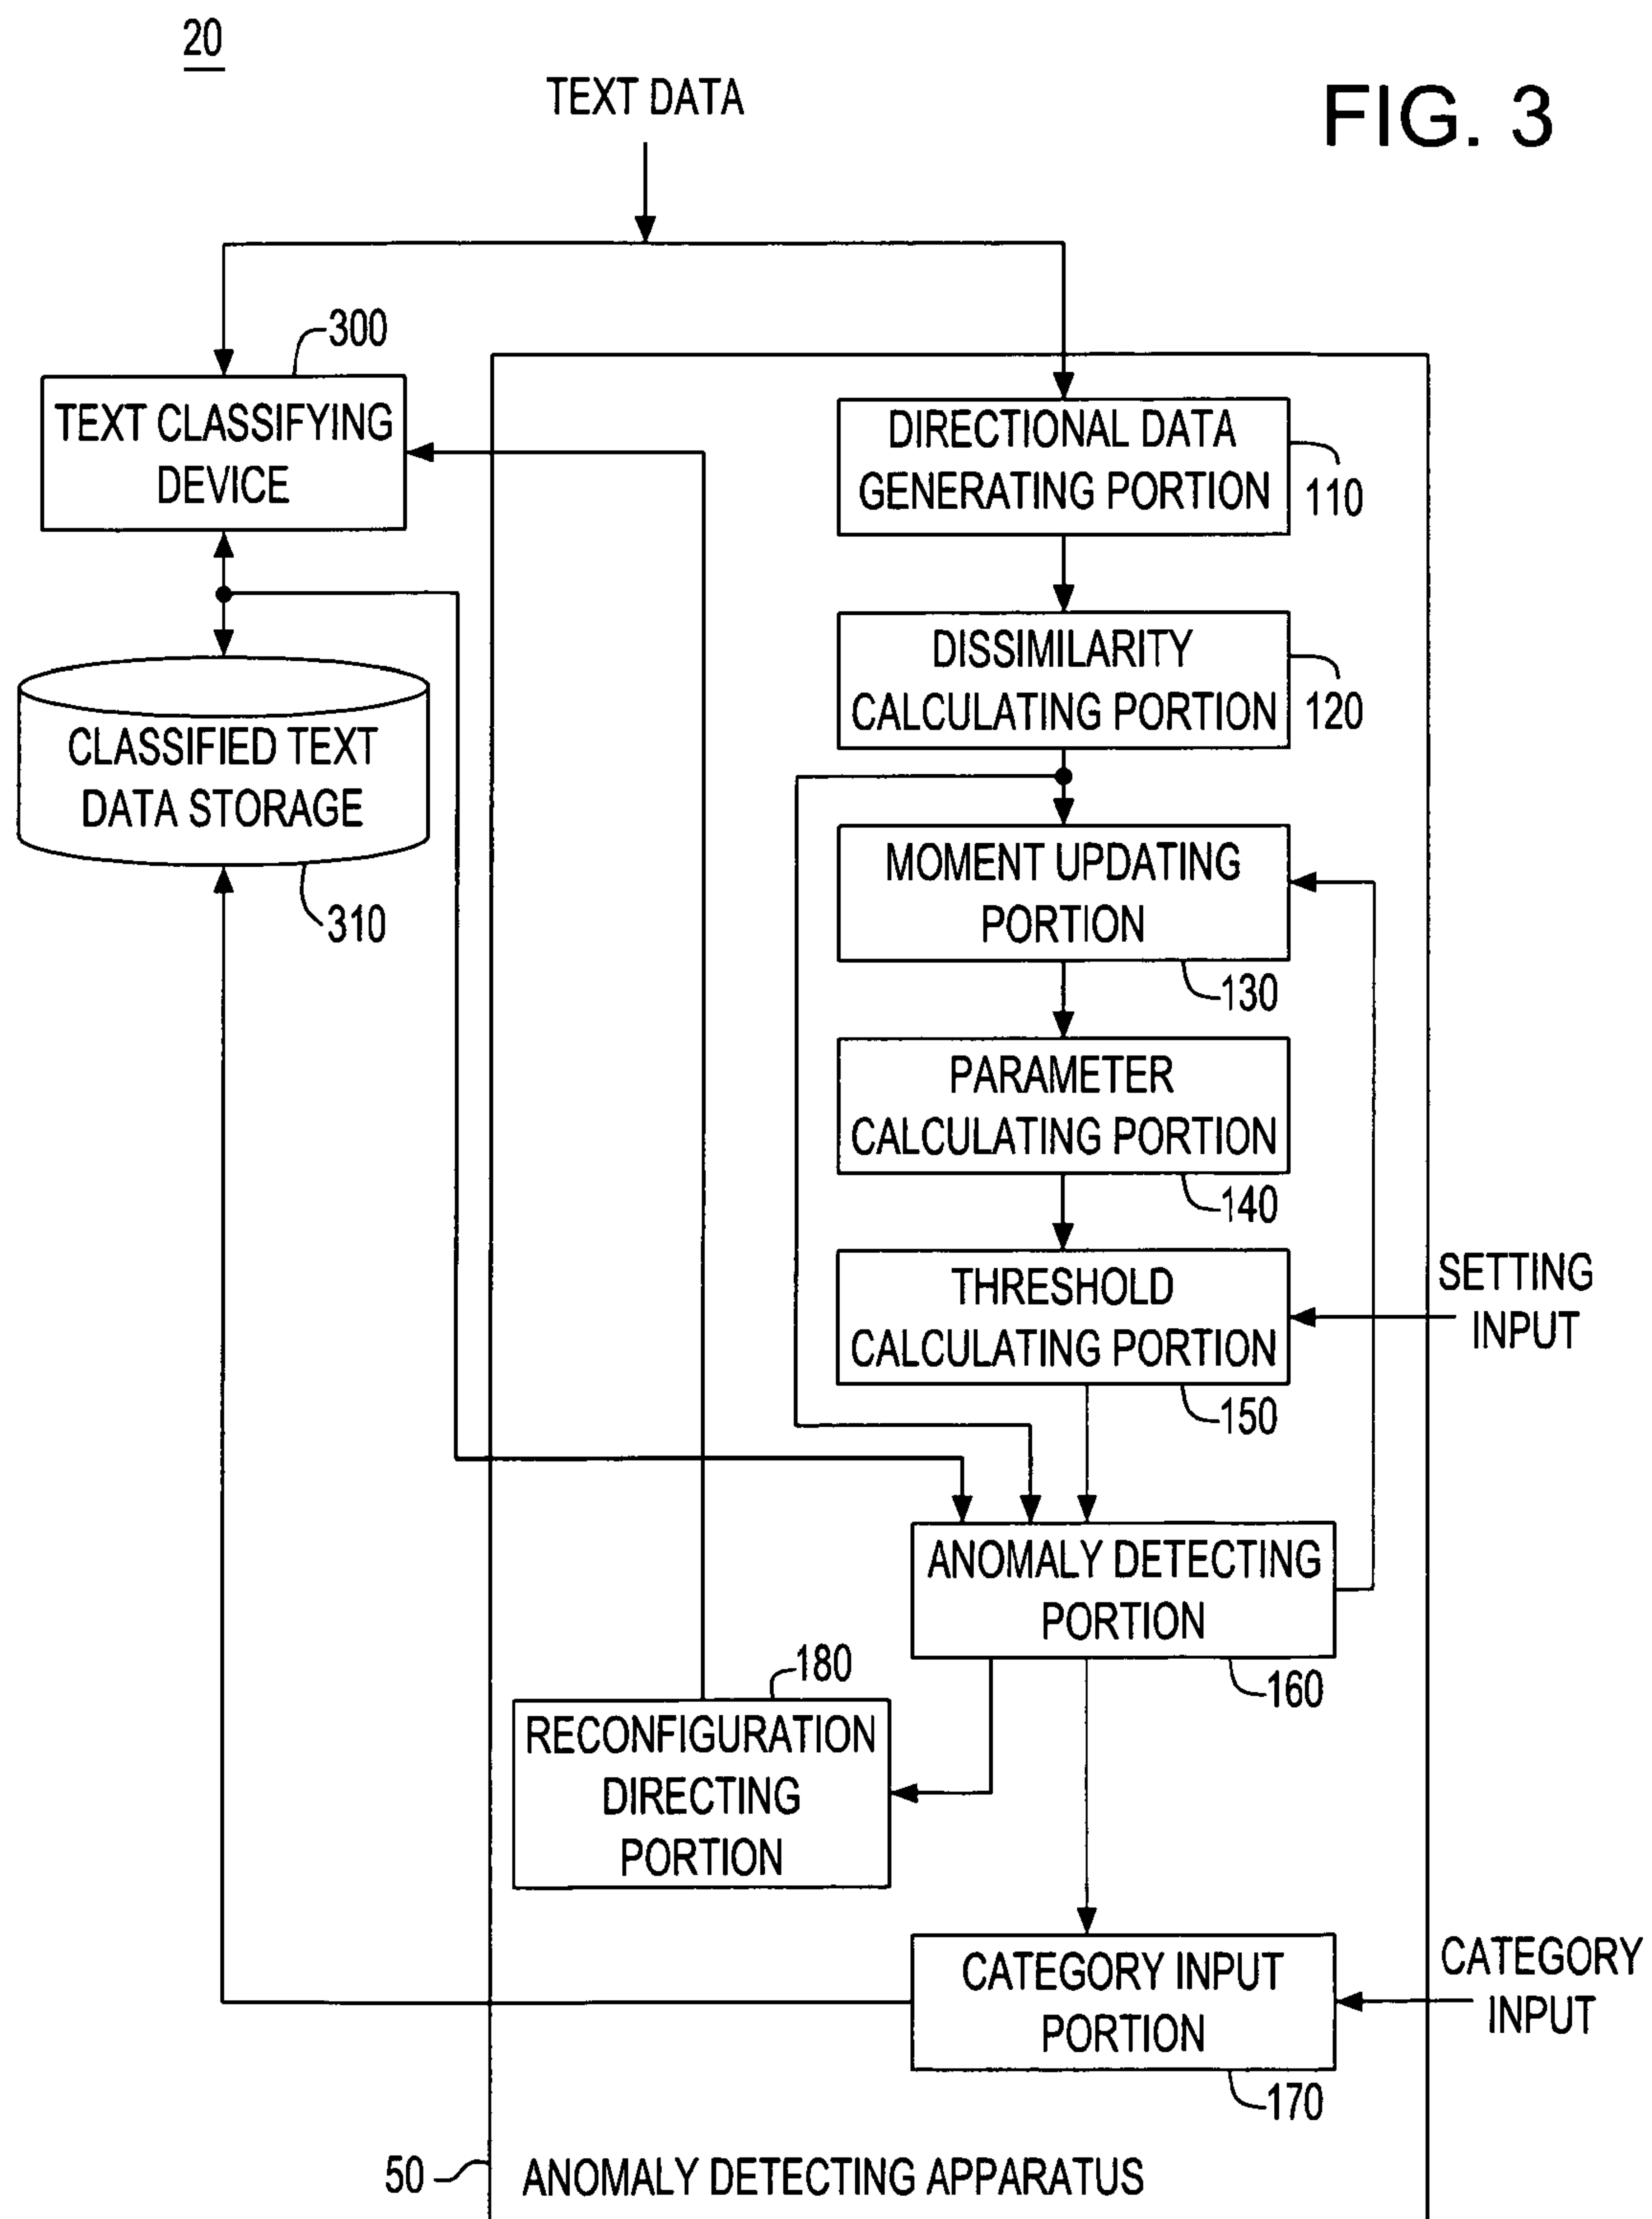 20
TEXT DATA
FIG. 3
300
TEXT CLASSIFYING
DEVICE
DIRECTIONAL DATA
GENERATING PORTION
110
DISSIMILARITY
CALCULATING PORTION
120
CLASSIFIED TEXT
DATA STORAGE
310
MOMENT UPDATING
PORTION
130
PARAMETER
CALCULATING PORTION
140
THRESHOLD
CALCULATING PORTION
150
SETTING
INPUT
ANOMALY DETECTING
PORTION
160
180
RECONFIGURATION
DIRECTING
PORTION
CATEGORY INPUT
PORTION
170
CATEGORY
INPUT
50
ANOMALY DETECTING APPARATUS